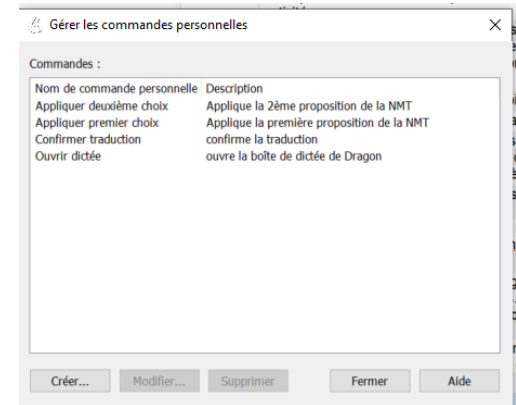 Gérer les commandes personnelles
Commandes :
Nom de commande personnelle Description
Appliquer deuxième choix Applique la 2ème proposition de la NMT
Appliquer premier choix Applique la première proposition de la NMT
Confirmer traduction confirme la traduction
Ouvrir dictée ouvre la boîte de dictée de Dragon
Créer... Modifier... Supprimer Fermer Aide